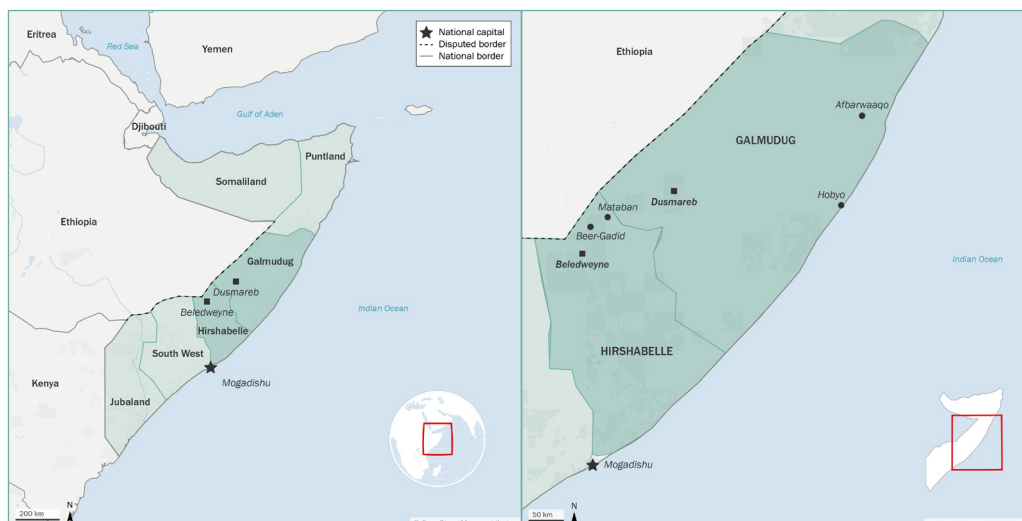 Eritrea
Red Sea
Yemen
National capital
Disputed border
National border
Gulf of Aden
Djibouti
Puntland
Somaliland
Ethiopia
Galmudug
Dusmareb
Beledweyne
Hirshabelle
Indian Ocean
South West
Mogadishu
Kenya
Jubaland
200 km
N
Ethiopia
Afbarwaaqo
GALMUDUG
Dusmareb
Hobyo
Mataban
Beer-Gadid
Beledweyne
Indian Ocean
HIRSHABELLE
Mogadishu
50 km
N